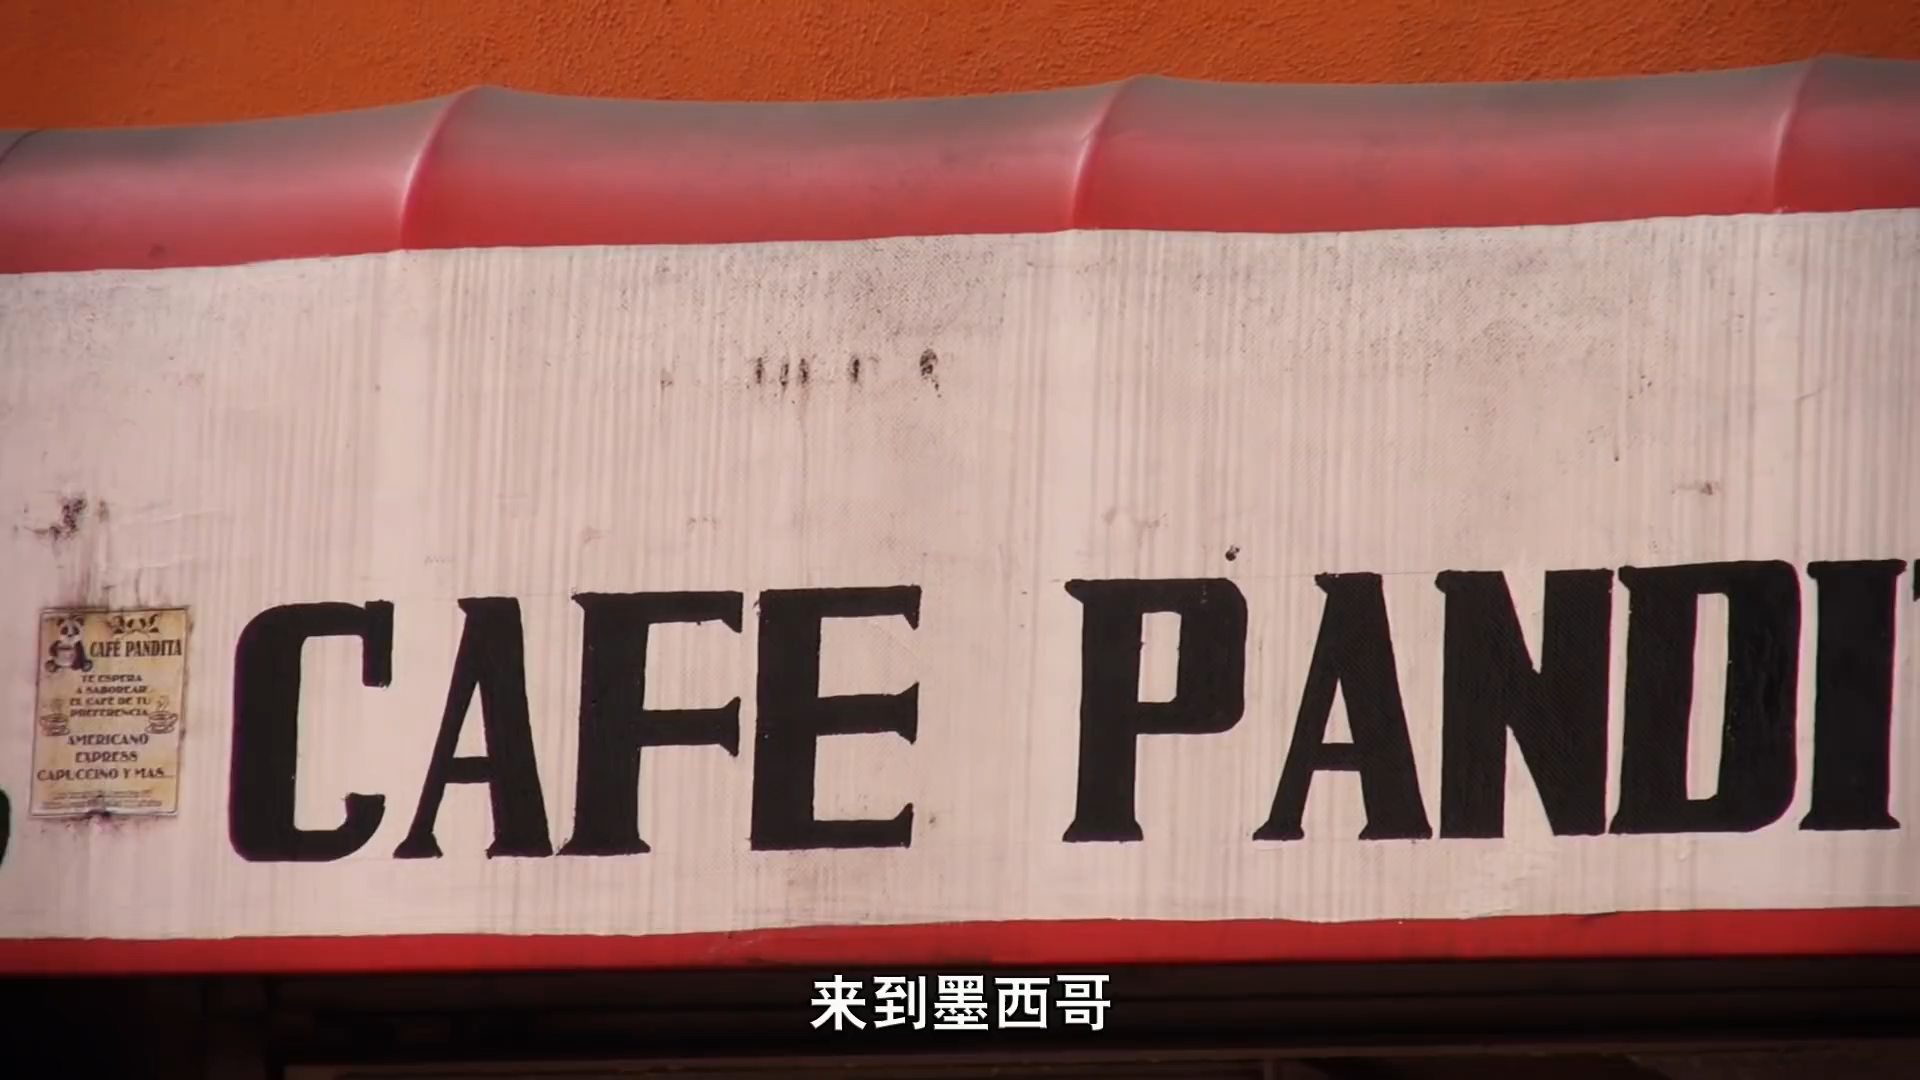 CAFE PANDI
CAFÉ PANDITA
TE ESPERA
A SABOREAR
EL CAFÉ DE TU
PREFERENCIA
AMERICANO
EXPRESS
CAPUCCINO Y MAS...
来到墨西哥